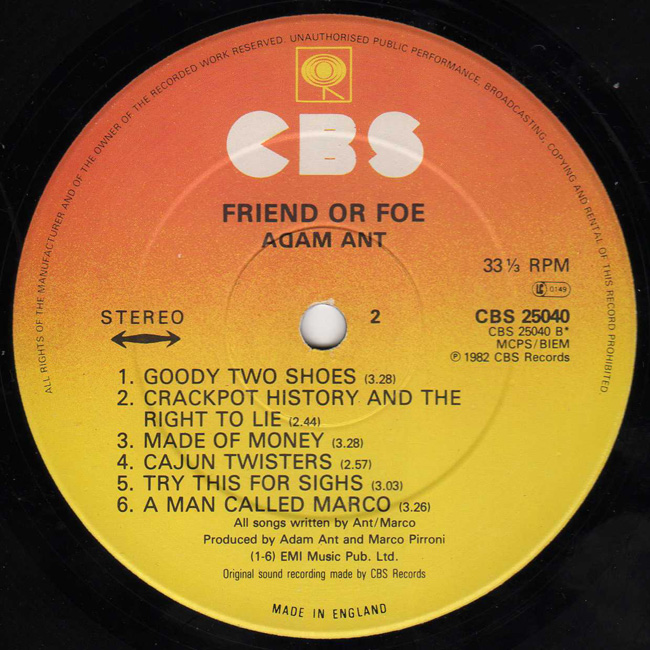 ALL RIGHTS OF THE MANUFACTURER AND OF THE OWNER OF THE RECORDED WORK RESERVED. UNAUTHORISED PUBLIC PERFORMANCE, BROADCASTING, COPYING AND RENTAL OF THIS RECORD PROHIBITED.
CBS
FRIEND OR FOE
ADAM ANT
33⅓ RPM
LC 0149
STEREO
2
CBS 25040
CBS 25040 B*
MCPS/BIEM
℗ 1982 CBS Records
1. GOODY TWO SHOES (3.28)
2. CRACKPOT HISTORY AND THE
RIGHT TO LIE (2.44)
3. MADE OF MONEY (3.28)
4. CAJUN TWISTERS (2.57)
5. TRY THIS FOR SIGHS (3.03)
6. A MAN CALLED MARCO (3.26)
All songs written by Ant/Marco
Produced by Adam Ant and Marco Pirroni
(1-6) EMI Music Pub. Ltd.
Original sound recording made by CBS Records
MADE IN ENGLAND